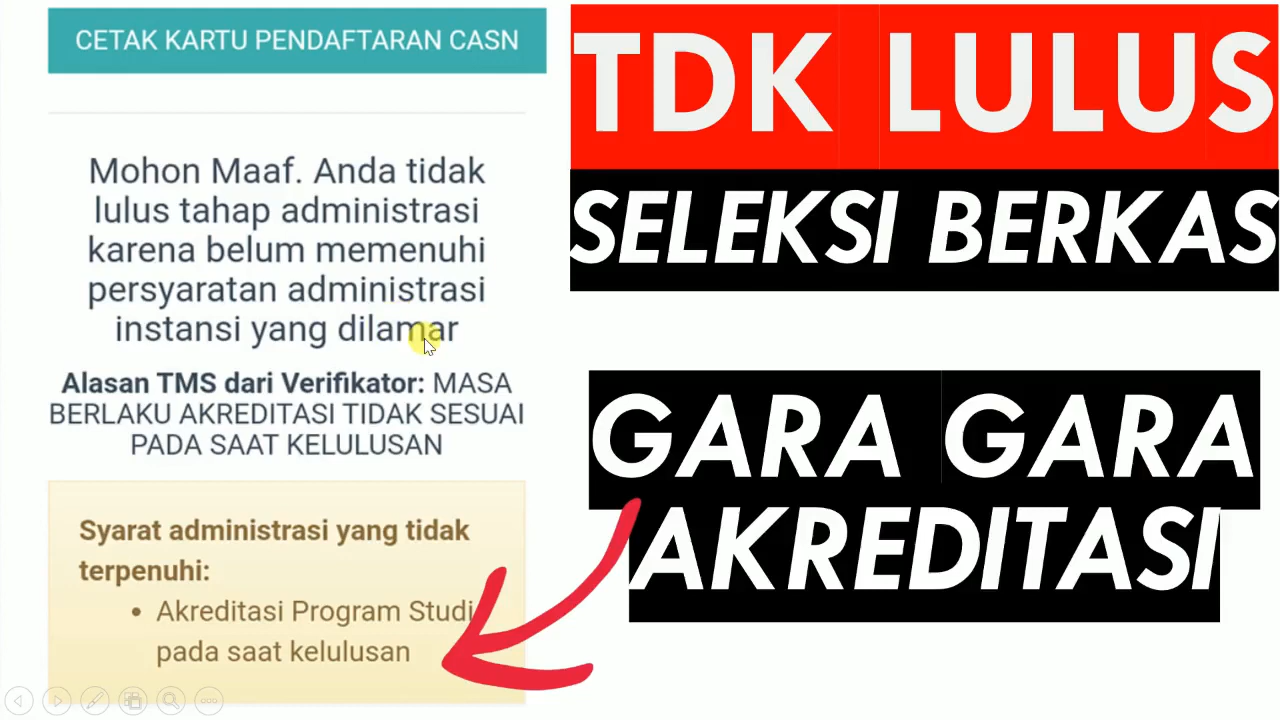 CETAK KARTU PENDAFTARAN CASN
Mohon Maaf. Anda tidak
lulus tahap administrasi
karena belum memenuhi
persyaratan administrasi
instansi yang dilamar
Alasan TMS dari Verifikator: MASA
BERLAKU AKREDITASI TIDAK SESUAI
PADA SAAT KELULUSAN
Syarat administrasi yang tidak
terpenuhi:
• Akreditasi Program Studi
pada saat kelulusan
TDK LULUS
SELEKSI BERKAS
GARA GARA
AKREDITASI